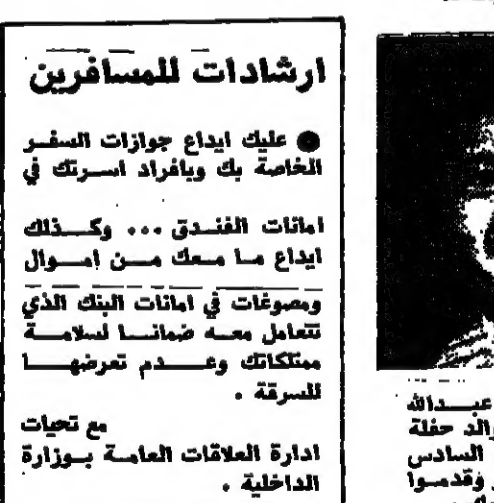 ارشادات للمسافرين
● عليك ايداع جوازات السفر
الخاصة بك وبافراد اسرتك في
امانات الفندق ... وكذلك
ايداع ما معك من اموال
ومصوغات في امانات البنك الذي
تتعامل معه ضمانا لسلامة
ممتلكاتك وعدم تعرضها
للسرقة .
مع تحيات
ادارة العلاقات العامة بوزارة
الداخلية .
عبدالله
حفلة
السادس
وقدموا